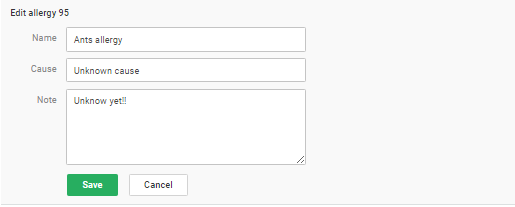 Edit allergy 95
Name Ants allergy
Cause Unknown cause
Note Unknow yet!!
Save Cancel